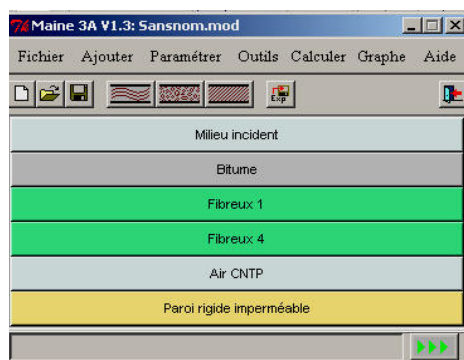 Maine 3A V1.3: Sansnom.mod
Fichier Ajouter Paramétrer Outils Calculer Graphe Aide
Exp
Milieu incident
Bitume
Fibreux 1
Fibreux 4
Air CNTP
Paroi rigide imperméable